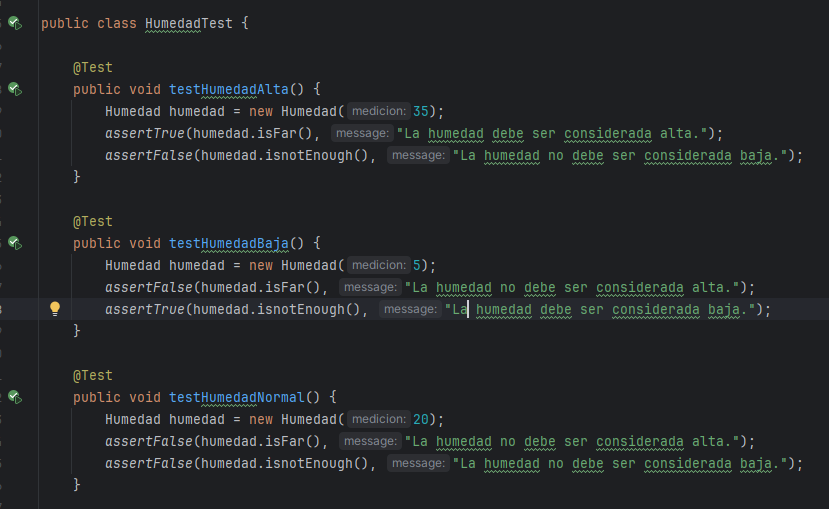 public class HumedadTest {
@Test
public void testHumedadAlta() {
Humedad humedad = new Humedad( medicion: 35);
assertTrue(humedad.isFar(), message: "La humedad debe ser considerada alta.");
assertFalse(humedad.isnotEnough(), message: "La humedad no debe ser considerada baja.");
}
@Test
public void testHumedadBaja() {
Humedad humedad = new Humedad( medicion: 5);
assertFalse(humedad.isFar(), message: "La humedad no debe ser considerada alta.");
assertTrue(humedad.isnotEnough(), message: "La humedad debe ser considerada baja.");
}
@Test
public void testHumedadNormal() {
Humedad humedad = new Humedad( medicion: 20);
assertFalse(humedad.isFar(), message: "La humedad no debe ser considerada alta.");
assertFalse(humedad.isnotEnough(), message: "La humedad no debe ser considerada baja.");
}